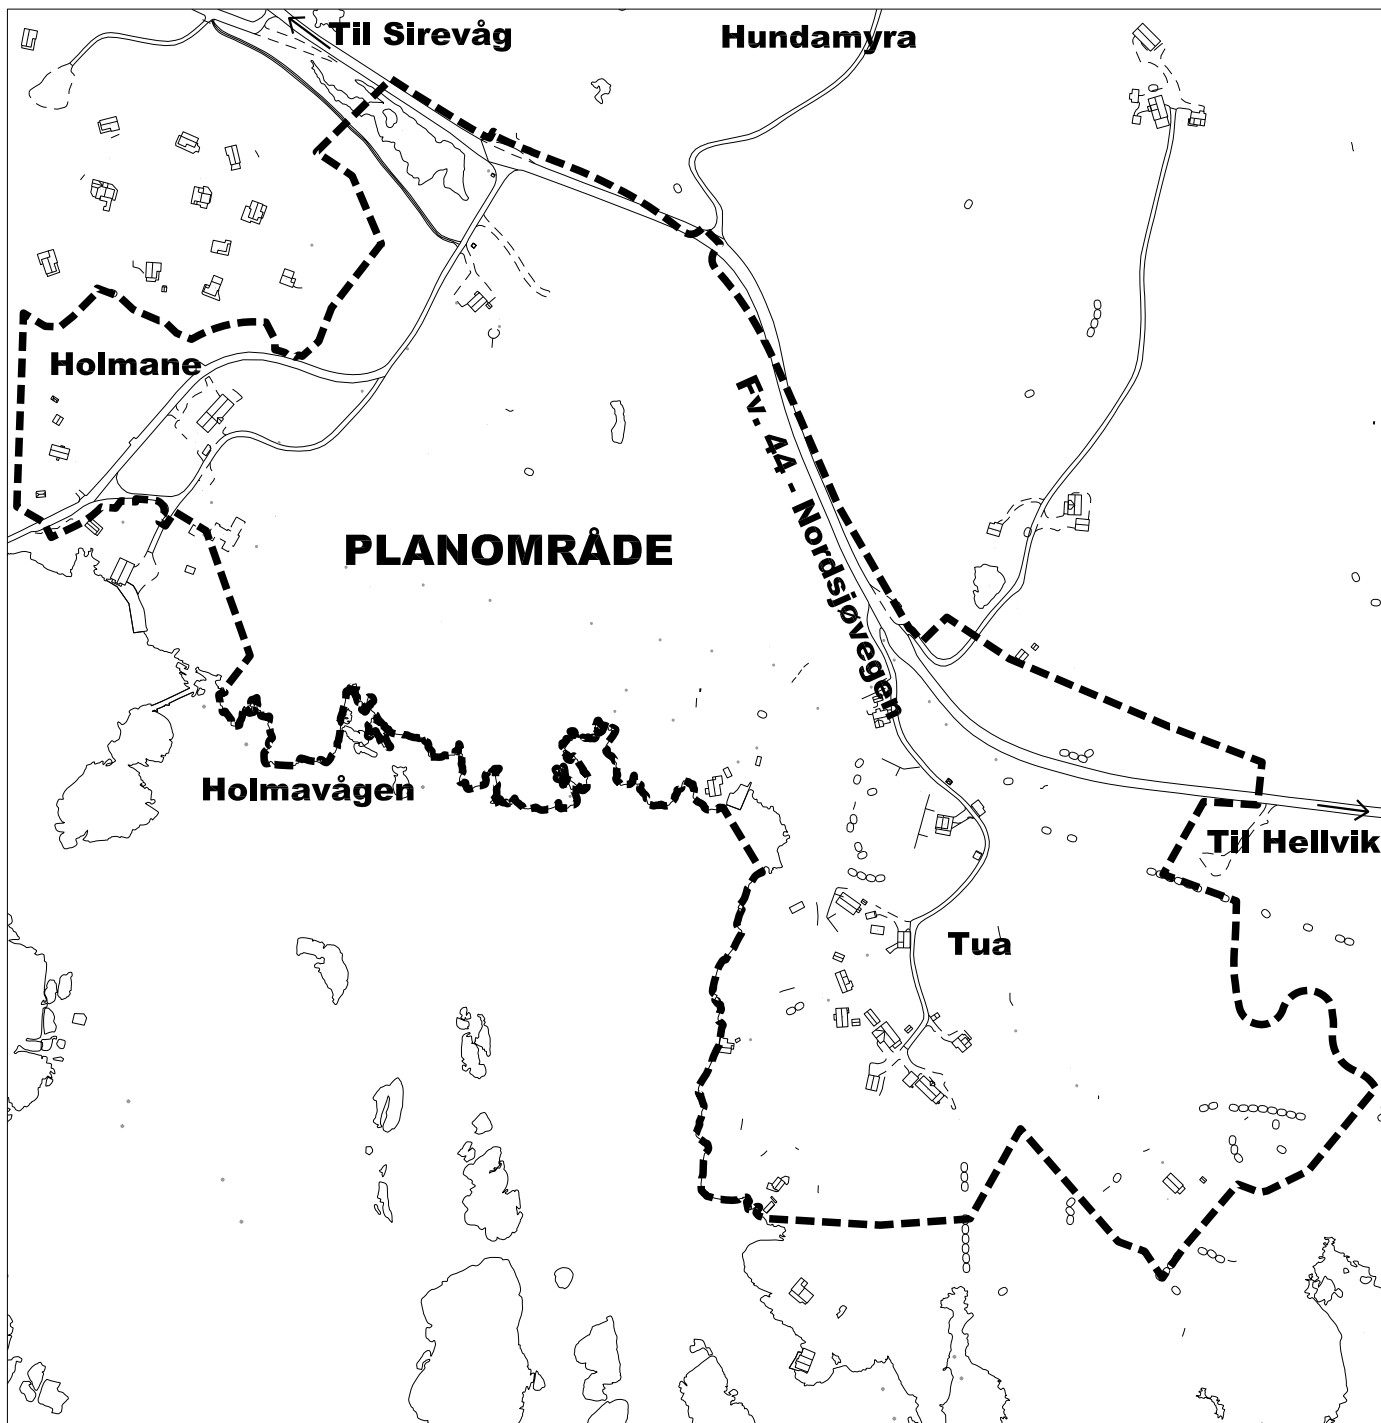 Til Sirevåg
Hundamyra
Holmane
Fv. 44 - Nordsjøvegen
PLANOMRÅDE
Holmavågen
Til Hellvik
Tua